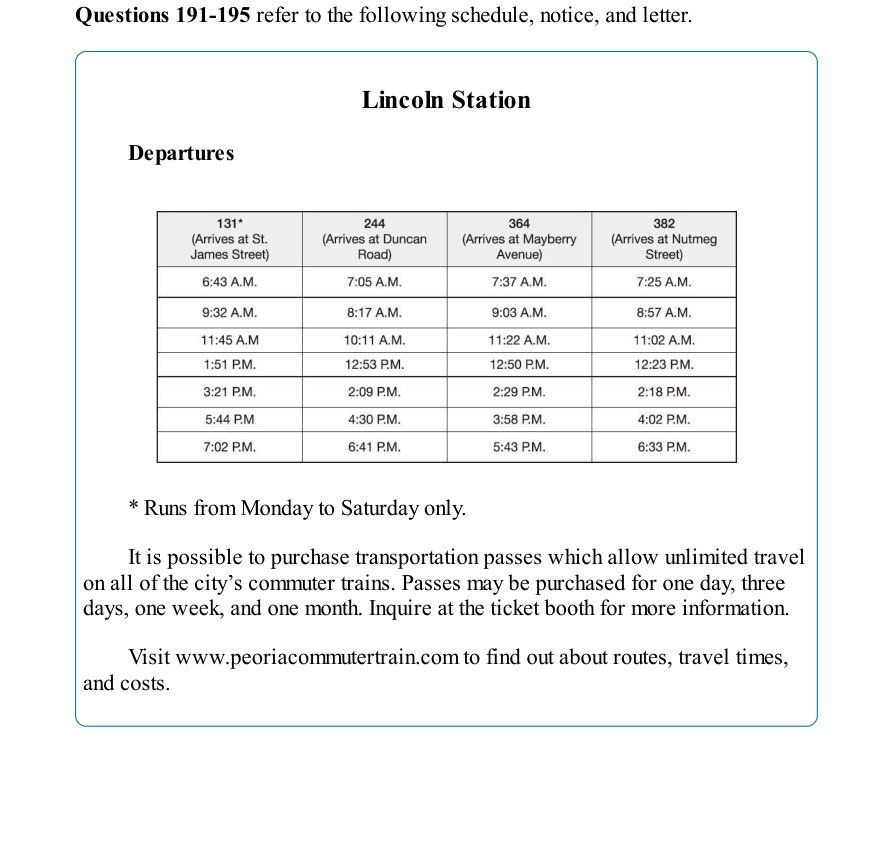 Questions 191-195 refer to the following schedule, notice, and letter.
Lincoln Station
Departures
131* 244 364 382
(Arrives at St. (Arrives at Duncan (Arrives at Mayberry (Arrives at Nutmeg
James Street) Road) Avenue) Street)
6:43 A.M. 7:05 A.M. 7:37 A.M. 7:25 A.M.
9:32 A.M. 8:17 A.M. 9:03 A.M. 8:57 A.M.
11:45 A.M 10:11 A.M. 11:22 A.M. 11:02 A.M.
1:51 P.M. 12:53 P.M. 12:50 P.M. 12:23 P.M.
3:21 P.M. 2:09 P.M. 2:29 P.M. 2:18 P.M.
5:44 P.M 4:30 P.M. 3:58 P.M. 4:02 P.M.
7:02 P.M. 6:41 P.M. 5:43 P.M. 6:33 P.M.
* Runs from Monday to Saturday only.
It is possible to purchase transportation passes which allow unlimited travel
on all of the city’s commuter trains. Passes may be purchased for one day, three
days, one week, and one month. Inquire at the ticket booth for more information.
Visit www.peoriacommutertrain.com to find out about routes, travel times,
and costs.